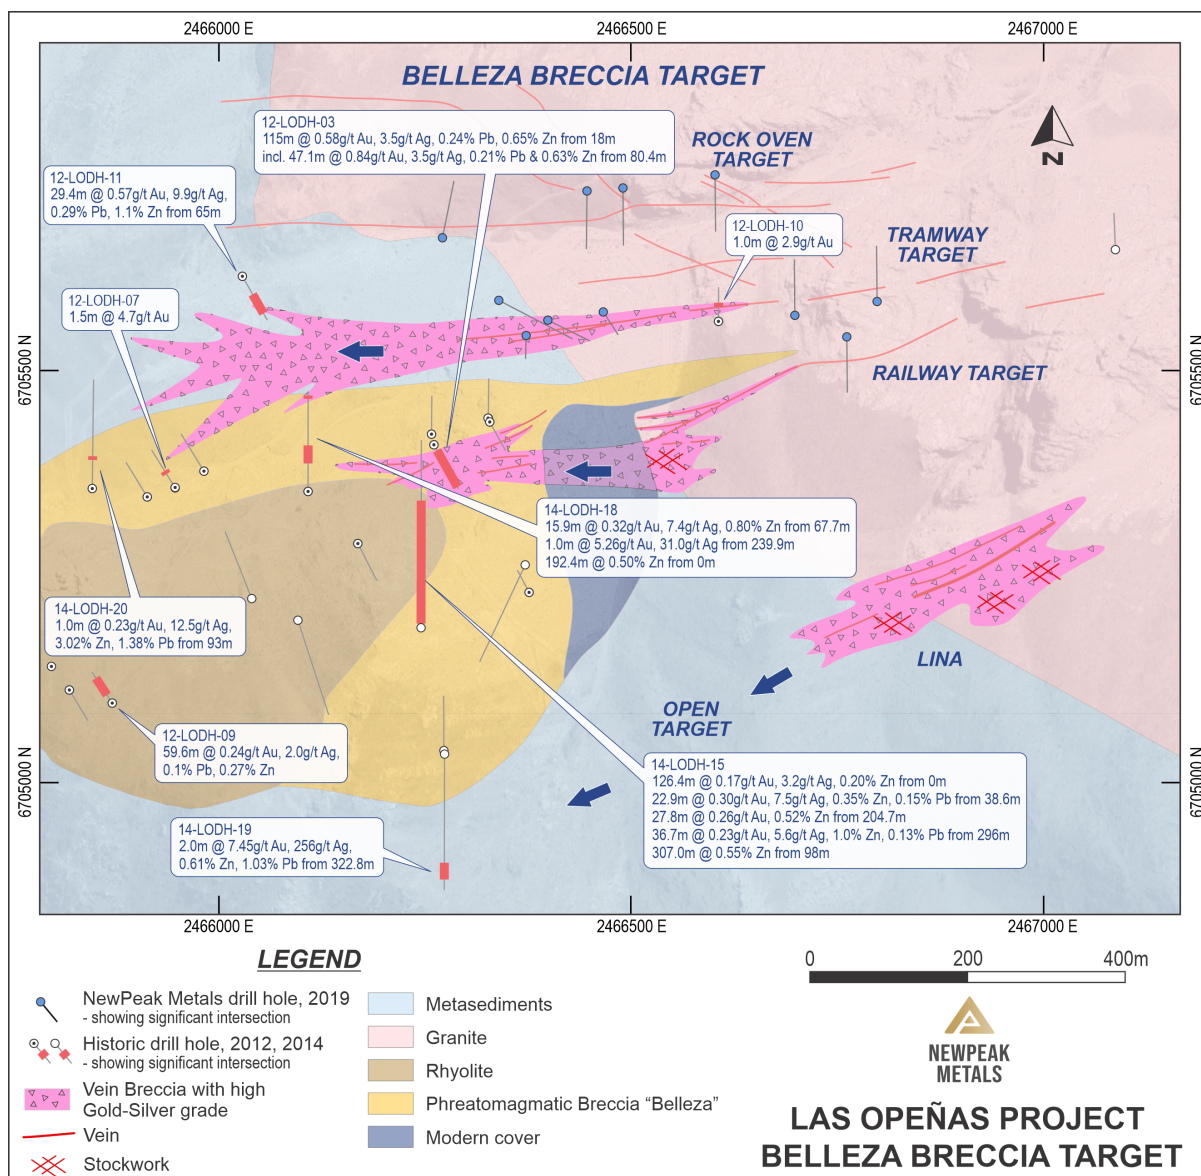 2466000 E
2466500 E
2467000 E
BELLEZA BRECCIA TARGET
12-LODH-03
115m @ 0.58g/t Au, 3.5g/t Ag, 0.24% Pb, 0.65% Zn from 18m
incl. 47.1m @ 0.84g/t Au, 3.5g/t Ag, 0.21% Pb & 0.63% Zn from 80.4m
ROCK OVEN
TARGET
N
12-LODH-11
29.4m @ 0.57g/t Au, 9.9g/t Ag,
0.29% Pb, 1.1% Zn from 65m
12-LODH-10
1.0m @ 2.9g/t Au
TRAMWAY
TARGET
12-LODH-07
1.5m @ 4.7g/t Au
6705500 N
6705500 N
RAILWAY TARGET
14-LODH-18
15.9m @ 0.32g/t Au, 7.4g/t Ag, 0.80% Zn from 67.7m
1.0m @ 5.26g/t Au, 31.0g/t Ag from 239.9m
192.4m @ 0.50% Zn from 0m
14-LODH-20
1.0m @ 0.23g/t Au, 12.5g/t Ag,
3.02% Zn, 1.38% Pb from 93m
LINA
OPEN
TARGET
12-LODH-09
59.6m @ 0.24g/t Au, 2.0g/t Ag,
0.1% Pb, 0.27% Zn
6705000 N
6705000 N
14-LODH-15
126.4m @ 0.17g/t Au, 3.2g/t Ag, 0.20% Zn from 0m
22.9m @ 0.30g/t Au, 7.5g/t Ag, 0.35% Zn, 0.15% Pb from 38.6m
27.8m @ 0.26g/t Au, 0.52% Zn from 204.7m
36.7m @ 0.23g/t Au, 5.6g/t Ag, 1.0% Zn, 0.13% Pb from 296m
307.0m @ 0.55% Zn from 98m
14-LODH-19
2.0m @ 7.45g/t Au, 256g/t Ag,
0.61% Zn, 1.03% Pb from 322.8m
2466000 E
2466500 E
2467000 E
LEGEND
NewPeak Metals drill hole, 2019
- showing significant intersection
Historic drill hole, 2012, 2014
- showing significant intersection
Vein Breccia with high
Gold-Silver grade
Vein
Stockwork
Metasediments
Granite
Rhyolite
Phreatomagmatic Breccia “Belleza”
Modern cover
0 200 400m
NEWPEAK
METALS
LAS OPEÑAS PROJECT
BELLEZA BRECCIA TARGET